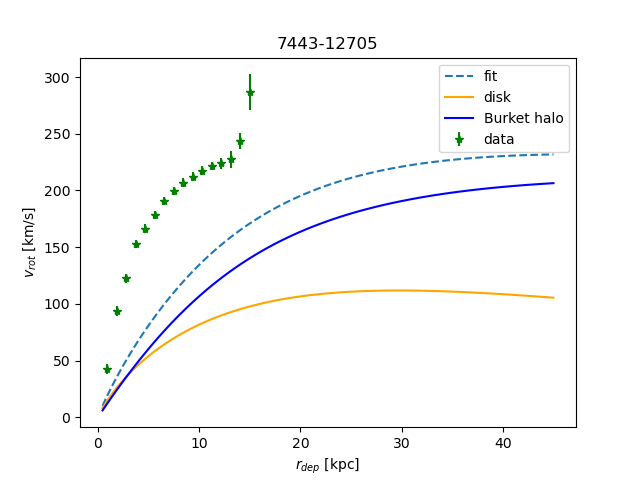 7443-12705
300
250
200
150
100
50
0
v_rot [km/s]
fit
disk
Burket halo
data
0 10 20 30 40
r_dep [kpc]